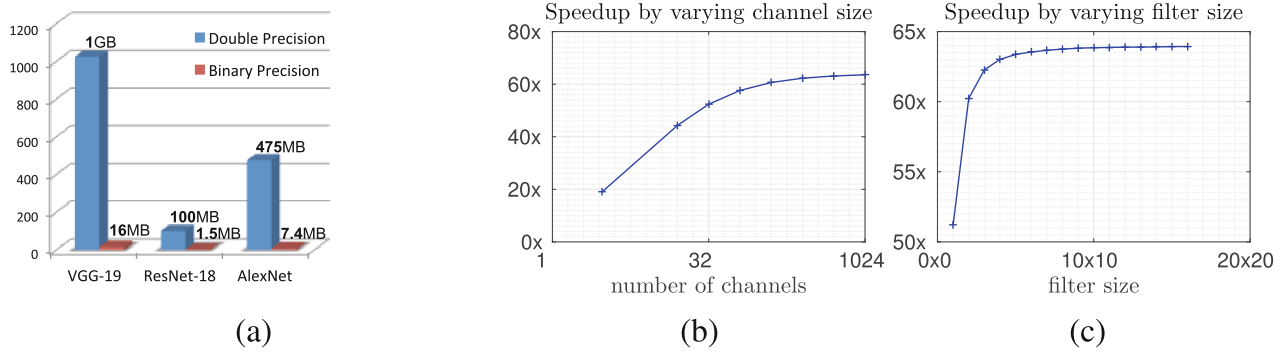 1200
1000
800
600
400
200
0
1GB
16MB
100MB
1.5MB
475MB
7.4MB
Double Precision
Binary Precision
VGG-19 ResNet-18 AlexNet
(a)
Speedup by varying channel size
80x
60x
40x
20x
0x
1 32 1024
number of channels
(b)
Speedup by varying filter size
65x
60x
55x
50x
0x0 10x10 20x20
filter size
(c)